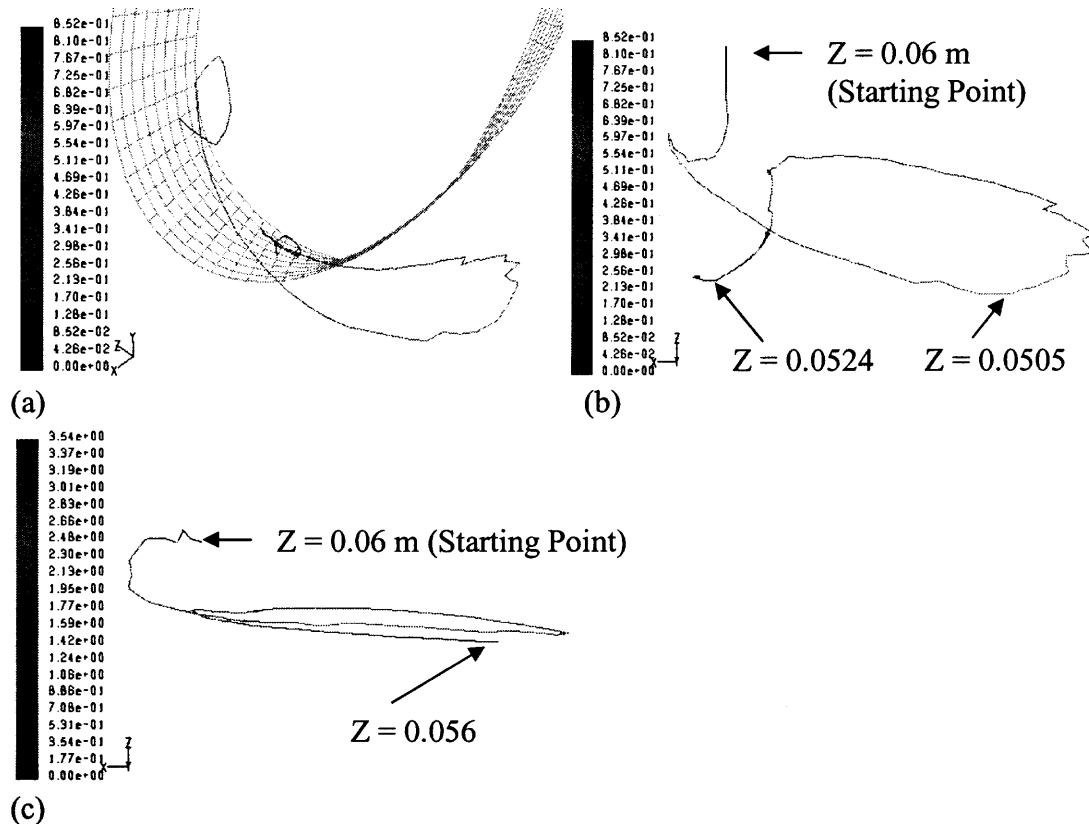 8.52e-01
8.10e-01
7.67e-01
7.25e-01
6.82e-01
6.39e-01
5.97e-01
5.54e-01
5.11e-01
4.69e-01
4.26e-01
3.84e-01
3.41e-01
2.98e-01
2.56e-01
2.13e-01
1.70e-01
1.28e-01
8.52e-02
4.26e-02
0.00e+00
Z
Y
X
(a)
8.52e-01
8.10e-01
7.67e-01
7.25e-01
6.82e-01
6.39e-01
5.97e-01
5.54e-01
5.11e-01
4.69e-01
4.26e-01
3.84e-01
3.41e-01
2.98e-01
2.56e-01
2.13e-01
1.70e-01
1.28e-01
8.52e-02
4.26e-02
0.00e+00
Z = 0.06 m
(Starting Point)
Z
X
Z = 0.0524
Z = 0.0505
(b)
3.54e+00
3.37e+00
3.19e+00
3.01e+00
2.83e+00
2.66e+00
2.48e+00
2.30e+00
2.13e+00
1.95e+00
1.77e+00
1.59e+00
1.42e+00
1.24e+00
1.06e+00
8.86e-01
7.08e-01
5.31e-01
3.54e-01
1.77e-01
0.00e+00
Z = 0.06 m (Starting Point)
Z = 0.056
Z
X
(c)